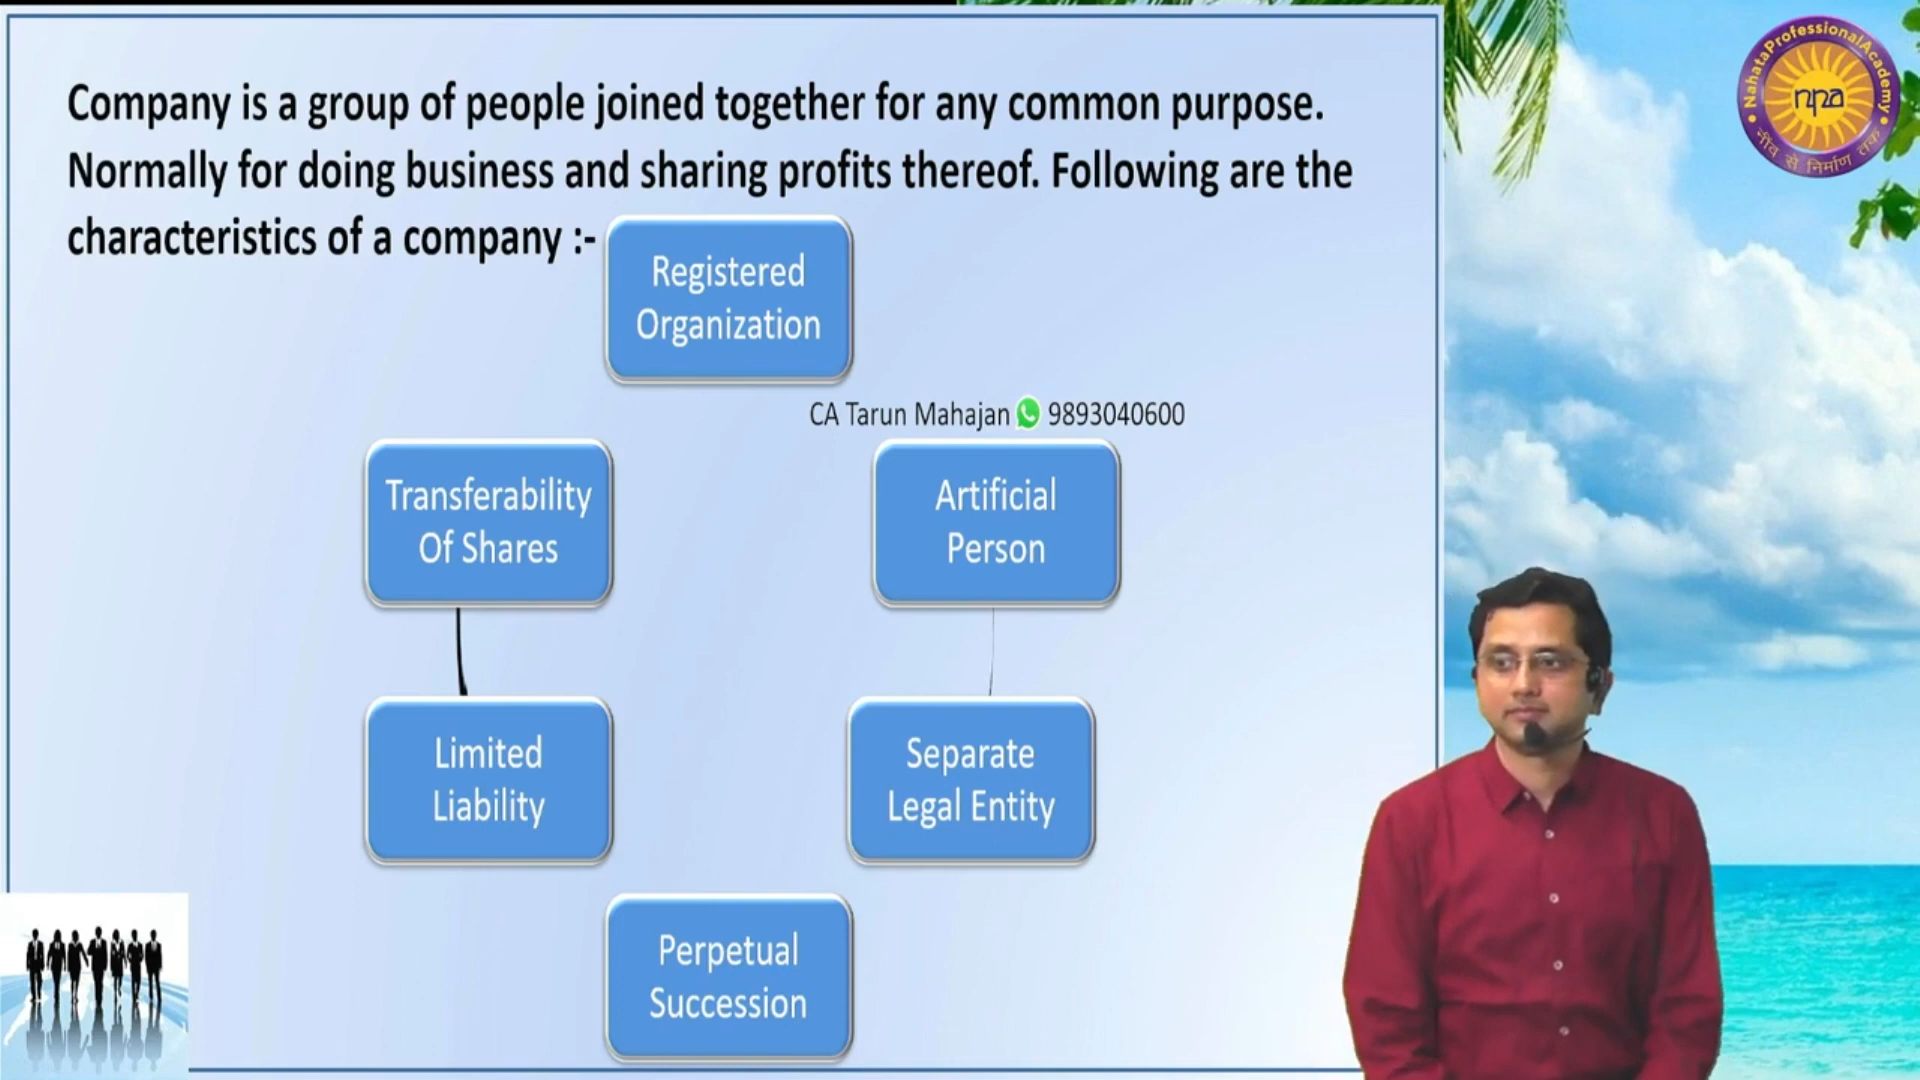 Company is a group of people joined together for any common purpose.
Normally for doing business and sharing profits thereof. Following are the
characteristics of a company :-
Registered
Organization
CA Tarun Mahajan 9893040600
Transferability
Of Shares
Artificial
Person
Limited
Liability
Separate
Legal Entity
Perpetual
Succession
NahataProfessionalAcademy
npa
नींव से निर्माण तक